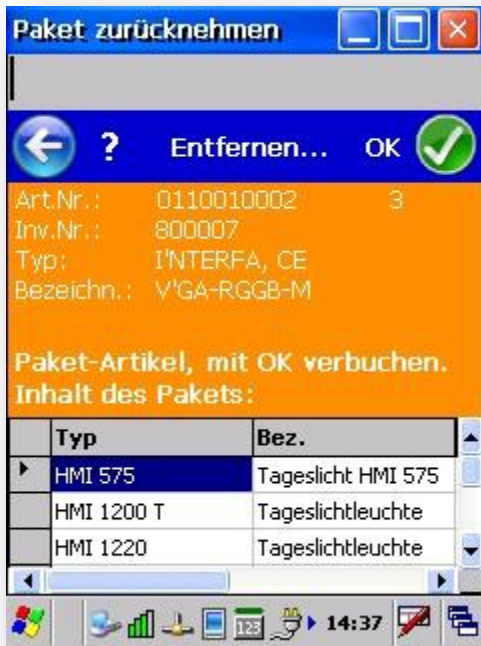 Paket zurücknehmen
? Entfernen... OK
Art.Nr.: 0110010002 3
Inv.Nr.: 800007
Typ: I'NTERFA, CE
Bezeichn.: V'GA-RGGB-M
Paket-Artikel, mit OK verbuchen.
Inhalt des Pakets:
Typ Bez.
HMI 575 Tageslicht HMI 575
HMI 1200 T Tageslichtleuchte
HMI 1220 Tageslichtleuchte
123 14:37